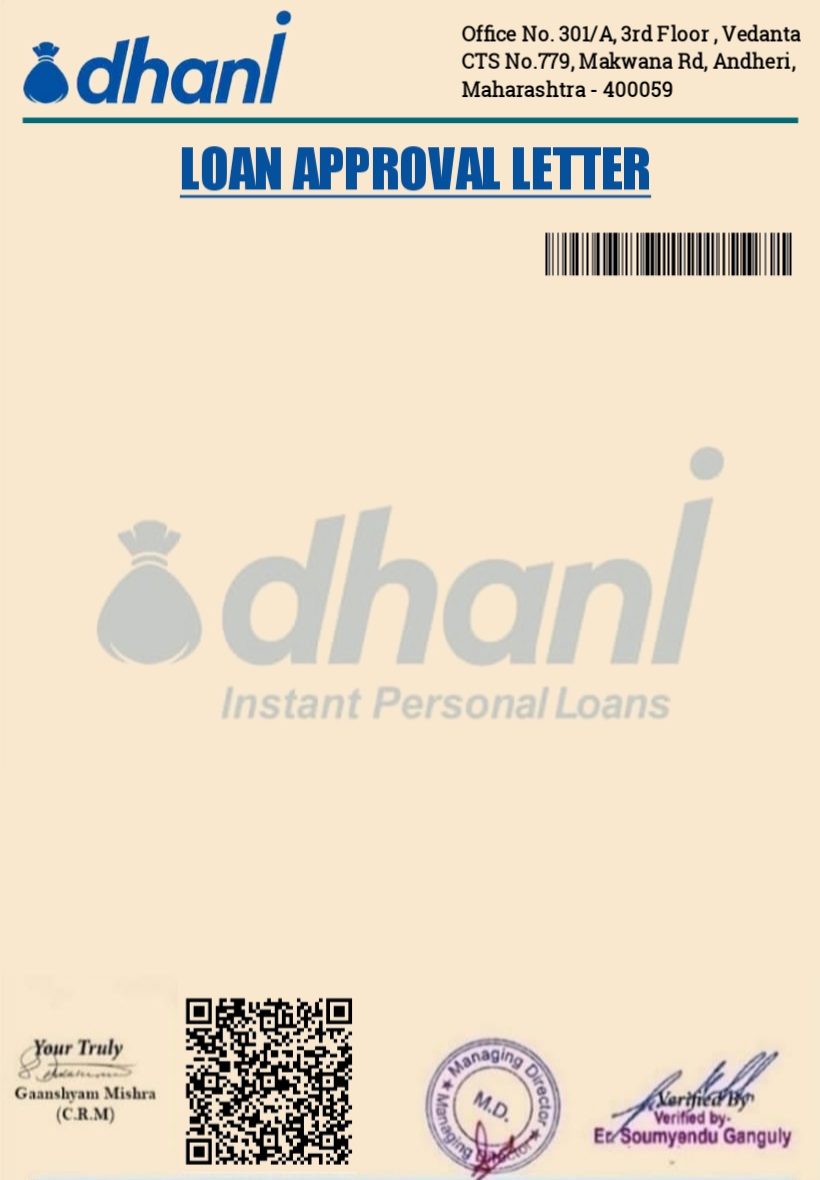 dhani
Office No. 301/A, 3rd Floor , Vedanta
CTS No.779, Makwana Rd, Andheri,
Maharashtra - 400059
LOAN APPROVAL LETTER
dhani
Instant Personal Loans
Your Truly
Gaanshyam Mishra
(C.R.M)
Managing Director
M.D.
Managing Director
Verified By
Verified by-
Er Soumyendu Ganguly